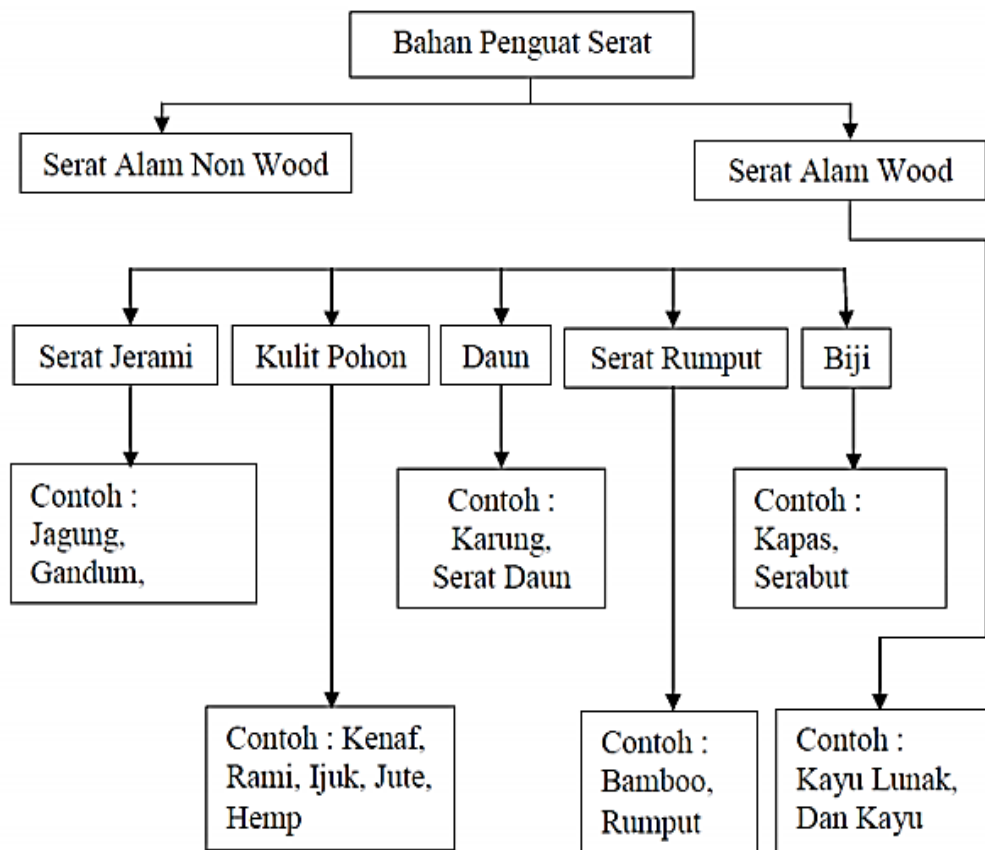 Bahan Penguat Serat
Serat Alam Non Wood
Serat Alam Wood
Serat Jerami
Kulit Pohon
Daun
Serat Rumput
Biji
Contoh :
Jagung,
Gandum,
Contoh :
Karung,
Serat Daun
Contoh :
Kapas,
Serabut
Contoh : Kenaf,
Rami, Ijuk, Jute,
Hemp
Contoh :
Bamboo,
Rumput
Contoh :
Kayu Lunak,
Dan Kayu